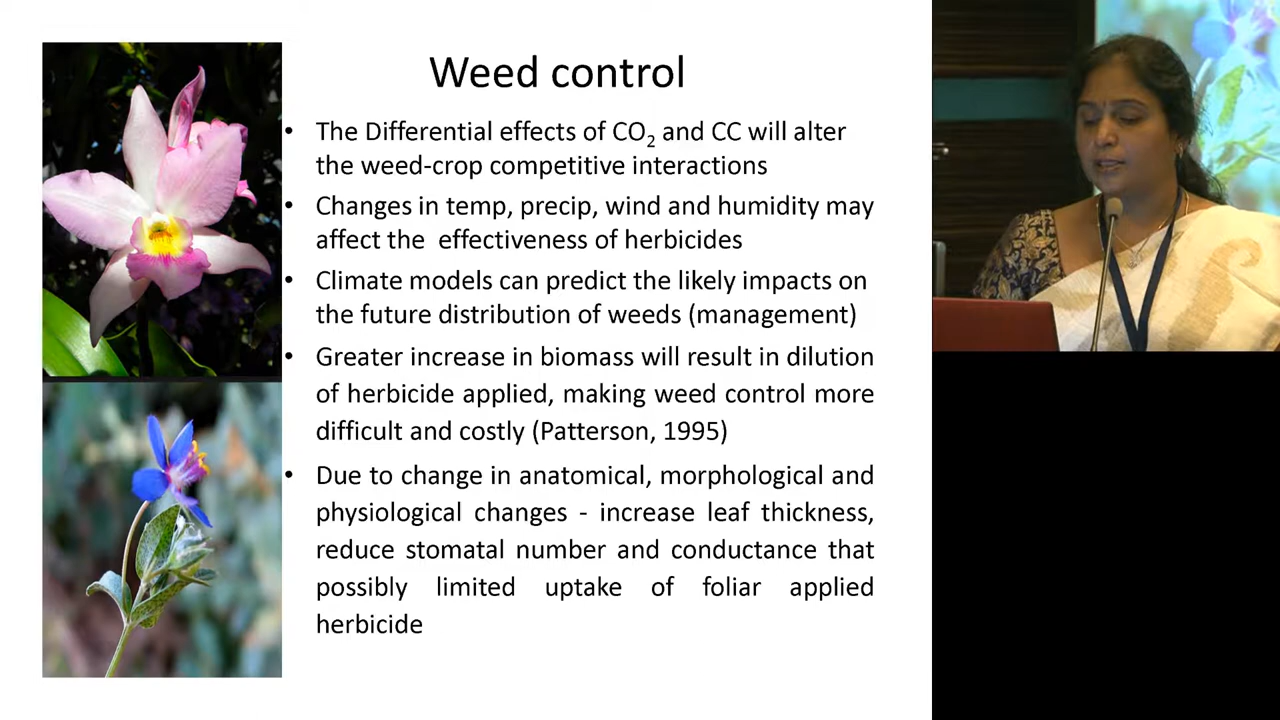 Weed control
• The Differential effects of CO₂ and CC will alter
the weed-crop competitive interactions
• Changes in temp, precip, wind and humidity may
affect the  effectiveness of herbicides
• Climate models can predict the likely impacts on
the future distribution of weeds (management)
• Greater increase in biomass will result in dilution
of herbicide applied, making weed control more
difficult and costly (Patterson, 1995)
• Due to change in anatomical, morphological and
physiological changes - increase leaf thickness,
reduce stomatal number and conductance that
possibly limited uptake of foliar applied
herbicide